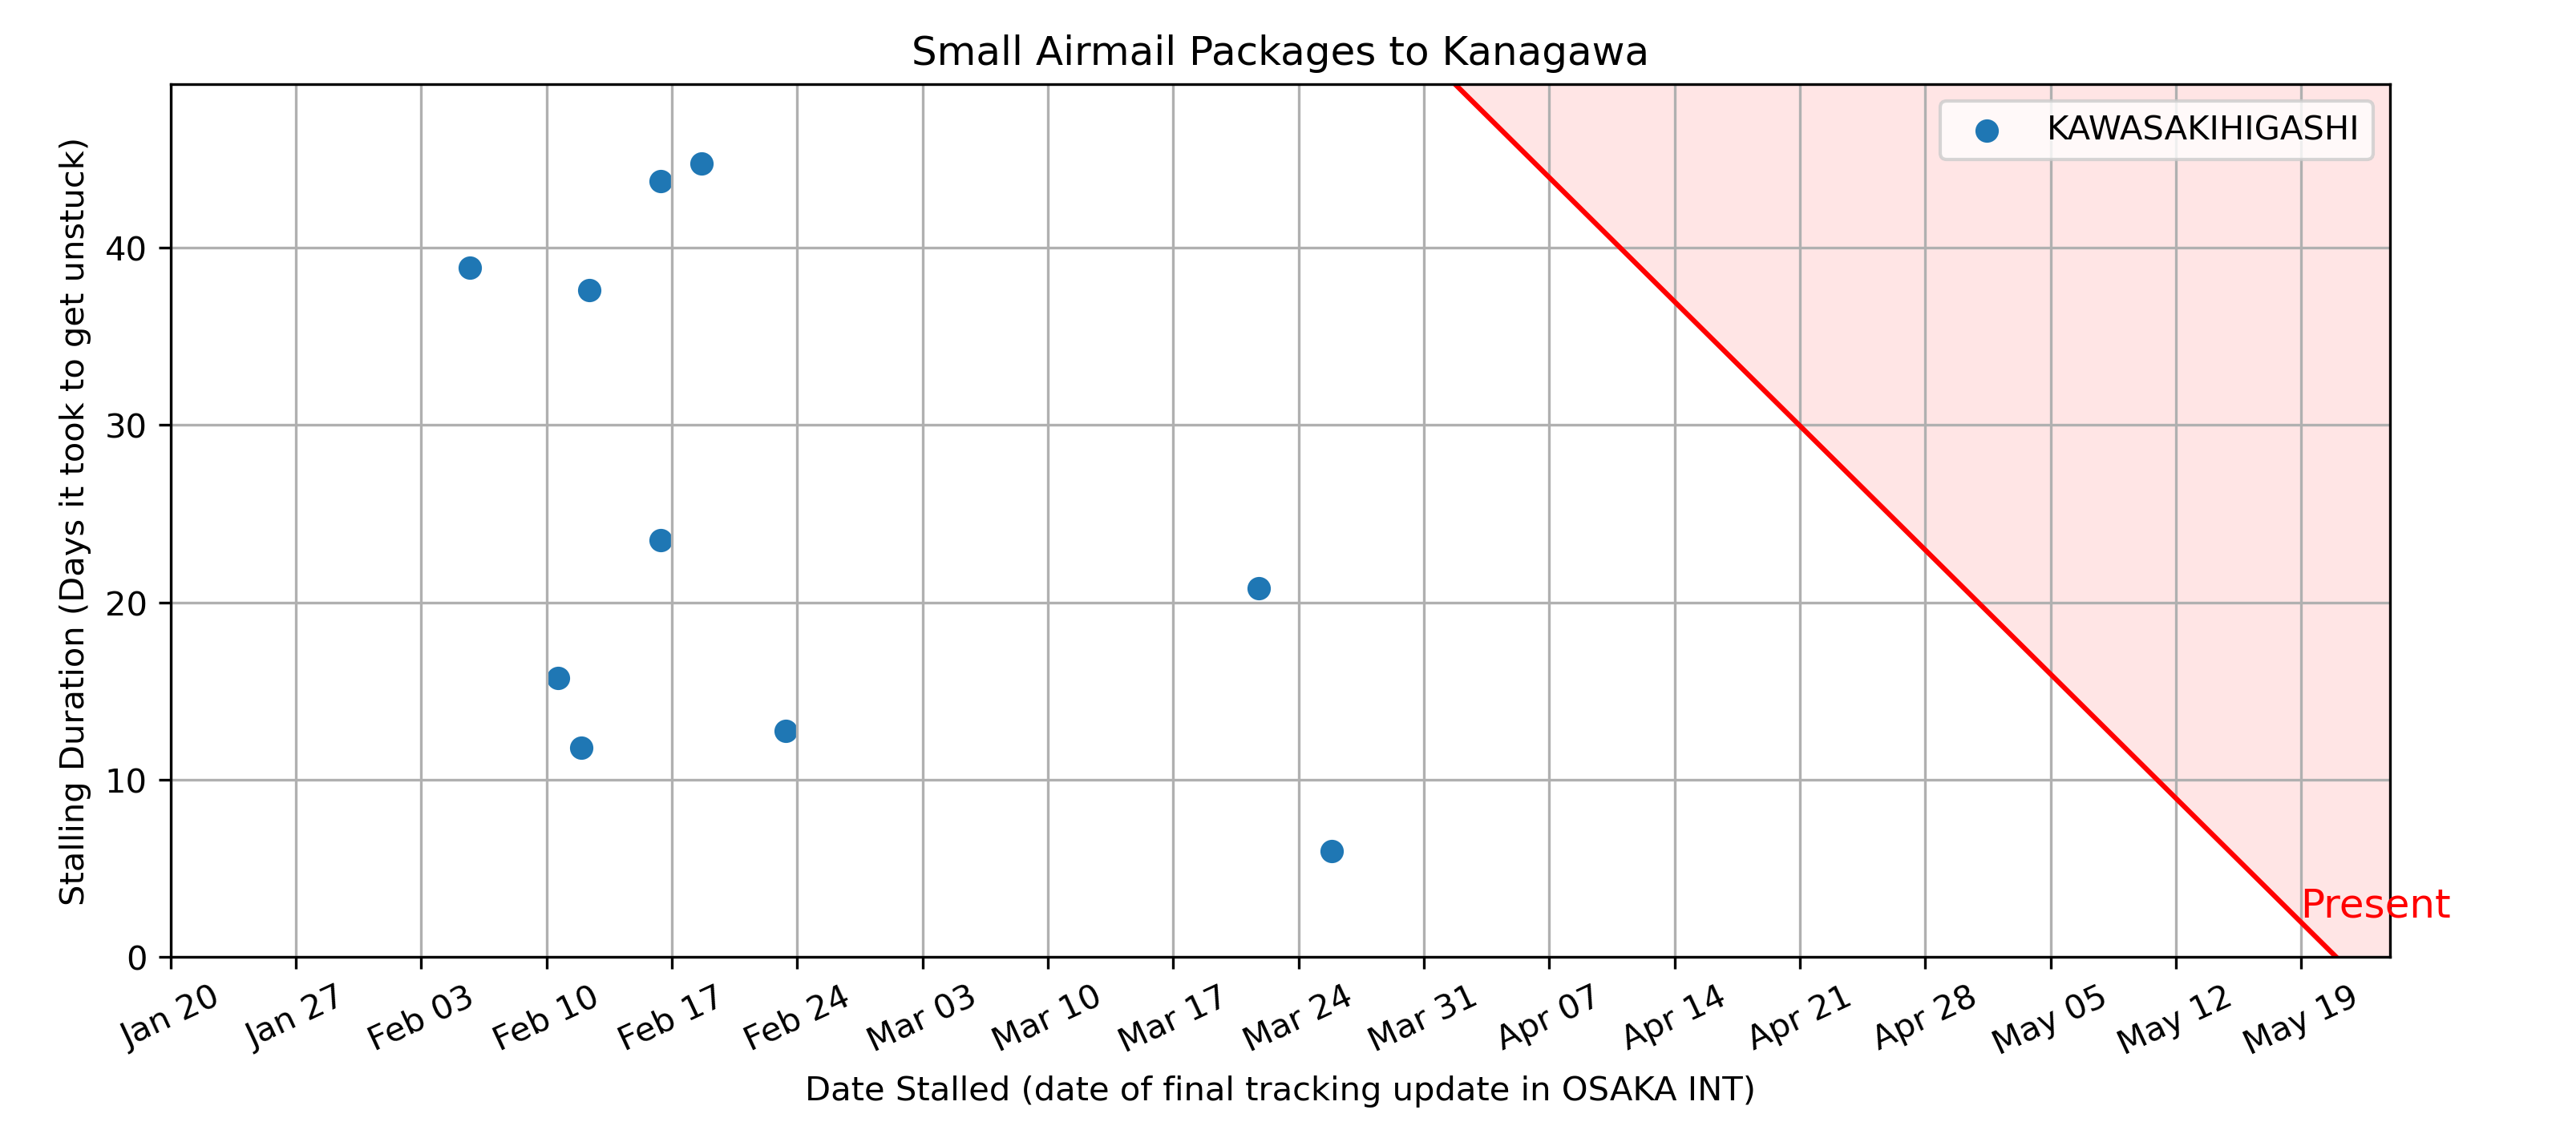 Small Airmail Packages to Kanagawa
KAWASAKIHIGASHI
Stalling Duration (Days it took to get unstuck)
40
30
20
10
0
Present
Jan 20
Jan 27
Feb 03
Feb 10
Feb 17
Feb 24
Mar 03
Mar 10
Mar 17
Mar 24
Mar 31
Apr 07
Apr 14
Apr 21
Apr 28
May 05
May 12
May 19
Date Stalled (date of final tracking update in OSAKA INT)